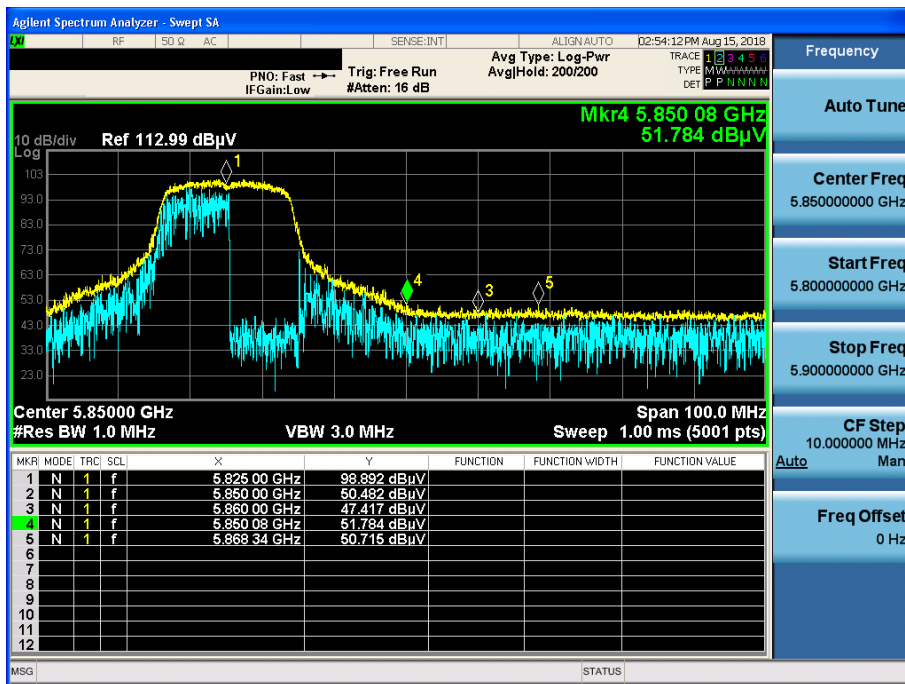 Agilent Spectrum Analyzer - Swept SA
LXI RF 50 Ω AC SENSE:INT ALIGN AUTO 02:54:12 PM Aug 15, 2018
PNO: Fast Trig: Free Run Avg Type: Log-Pwr TRACE 1 2 3 4 5 6
IFGain:Low #Atten: 16 dB Avg|Hold: 200/200 TYPE M W W W W W
DET P P N N N N
Mkr4 5.850 08 GHz
51.784 dBµV
10 dB/div Ref 112.99 dBµV
Log
103
93.0
83.0
73.0
63.0
53.0
43.0
33.0
23.0
1
4
3
5
Center 5.85000 GHz Span 100.0 MHz
#Res BW 1.0 MHz VBW 3.0 MHz Sweep 1.00 ms (5001 pts)
MKR MODE TRC SCL X Y FUNCTION FUNCTION WIDTH FUNCTION VALUE
1 N 1 f 5.825 00 GHz 98.892 dBµV
2 N 1 f 5.850 00 GHz 50.482 dBµV
3 N 1 f 5.860 00 GHz 47.417 dBµV
4 N 1 f 5.850 08 GHz 51.784 dBµV
5 N 1 f 5.868 34 GHz 50.715 dBµV
6
7
8
9
10
11
12
MSG STATUS
Frequency
Auto Tune
Center Freq
5.850000000 GHz
Start Freq
5.800000000 GHz
Stop Freq
5.900000000 GHz
CF Step
10.000000 MHz
Auto Man
Freq Offset
0 Hz